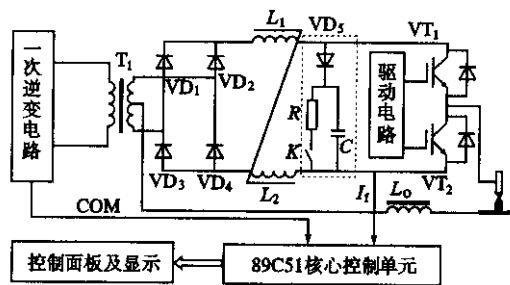 一次逆变电路
T₁
VD₁
VD₂
VD₃
VD₄
L₁
L₂
VD₅
R
K
C
驱动电路
VT₁
VT₂
I_f
L₀
COM
控制面板及显示
89C51核心控制单元